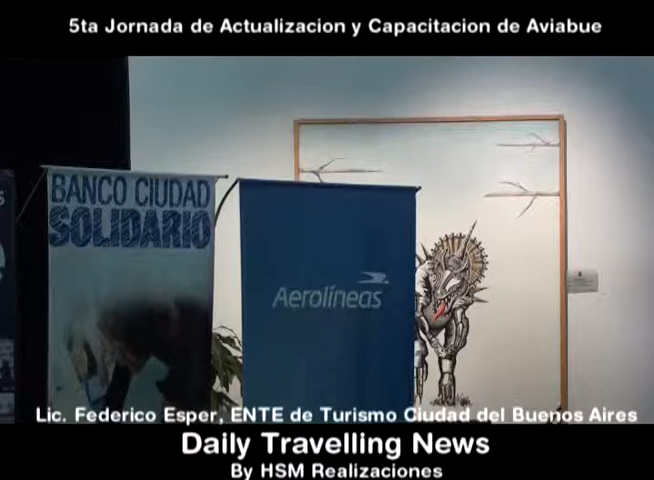 5ta Jornada de Actualizacion y Capacitacion de Aviabue
BANCO CIUDAD
SOLIDARIO
Aerolíneas
Lic. Federico Esper, ENTE de Turismo Ciudad del Buenos Aires
Daily Travelling News
By HSM Realizaciones